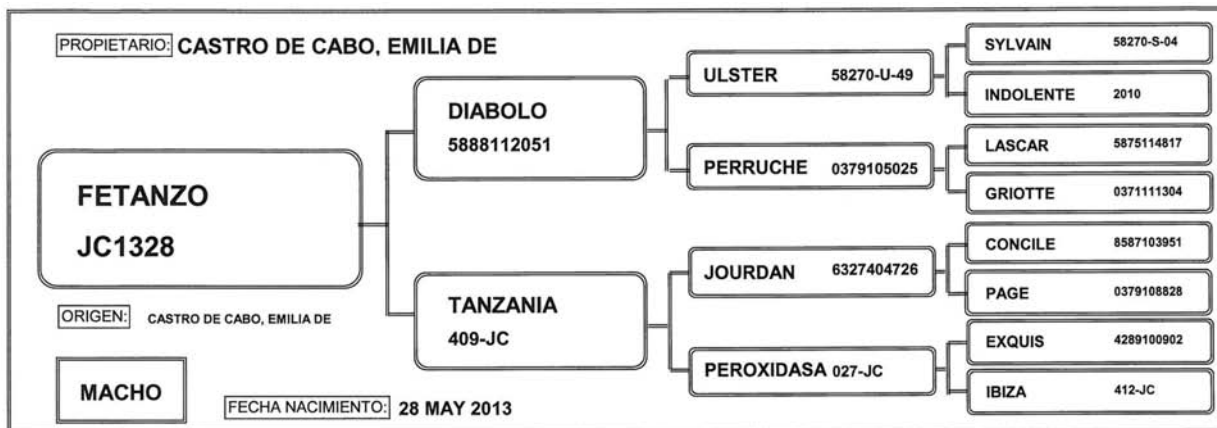 PROPIETARIO: CASTRO DE CABO, EMILIA DE
FETANZO
JC1328
ORIGEN: CASTRO DE CABO, EMILIA DE
MACHO
FECHA NACIMIENTO: 28 MAY 2013
DIABOLO
5888112051
TANZANIA
409-JC
ULSTER 58270-U-49
PERRUCHE 0379105025
JOURDAN 6327404726
PEROXIDASA 027-JC
SYLVAIN 58270-S-04
INDOLENTE 2010
LASCAR 5875114817
GRIOTTE 0371111304
CONCILE 8587103951
PAGE 0379108828
EXQUIS 4289100902
IBIZA 412-JC